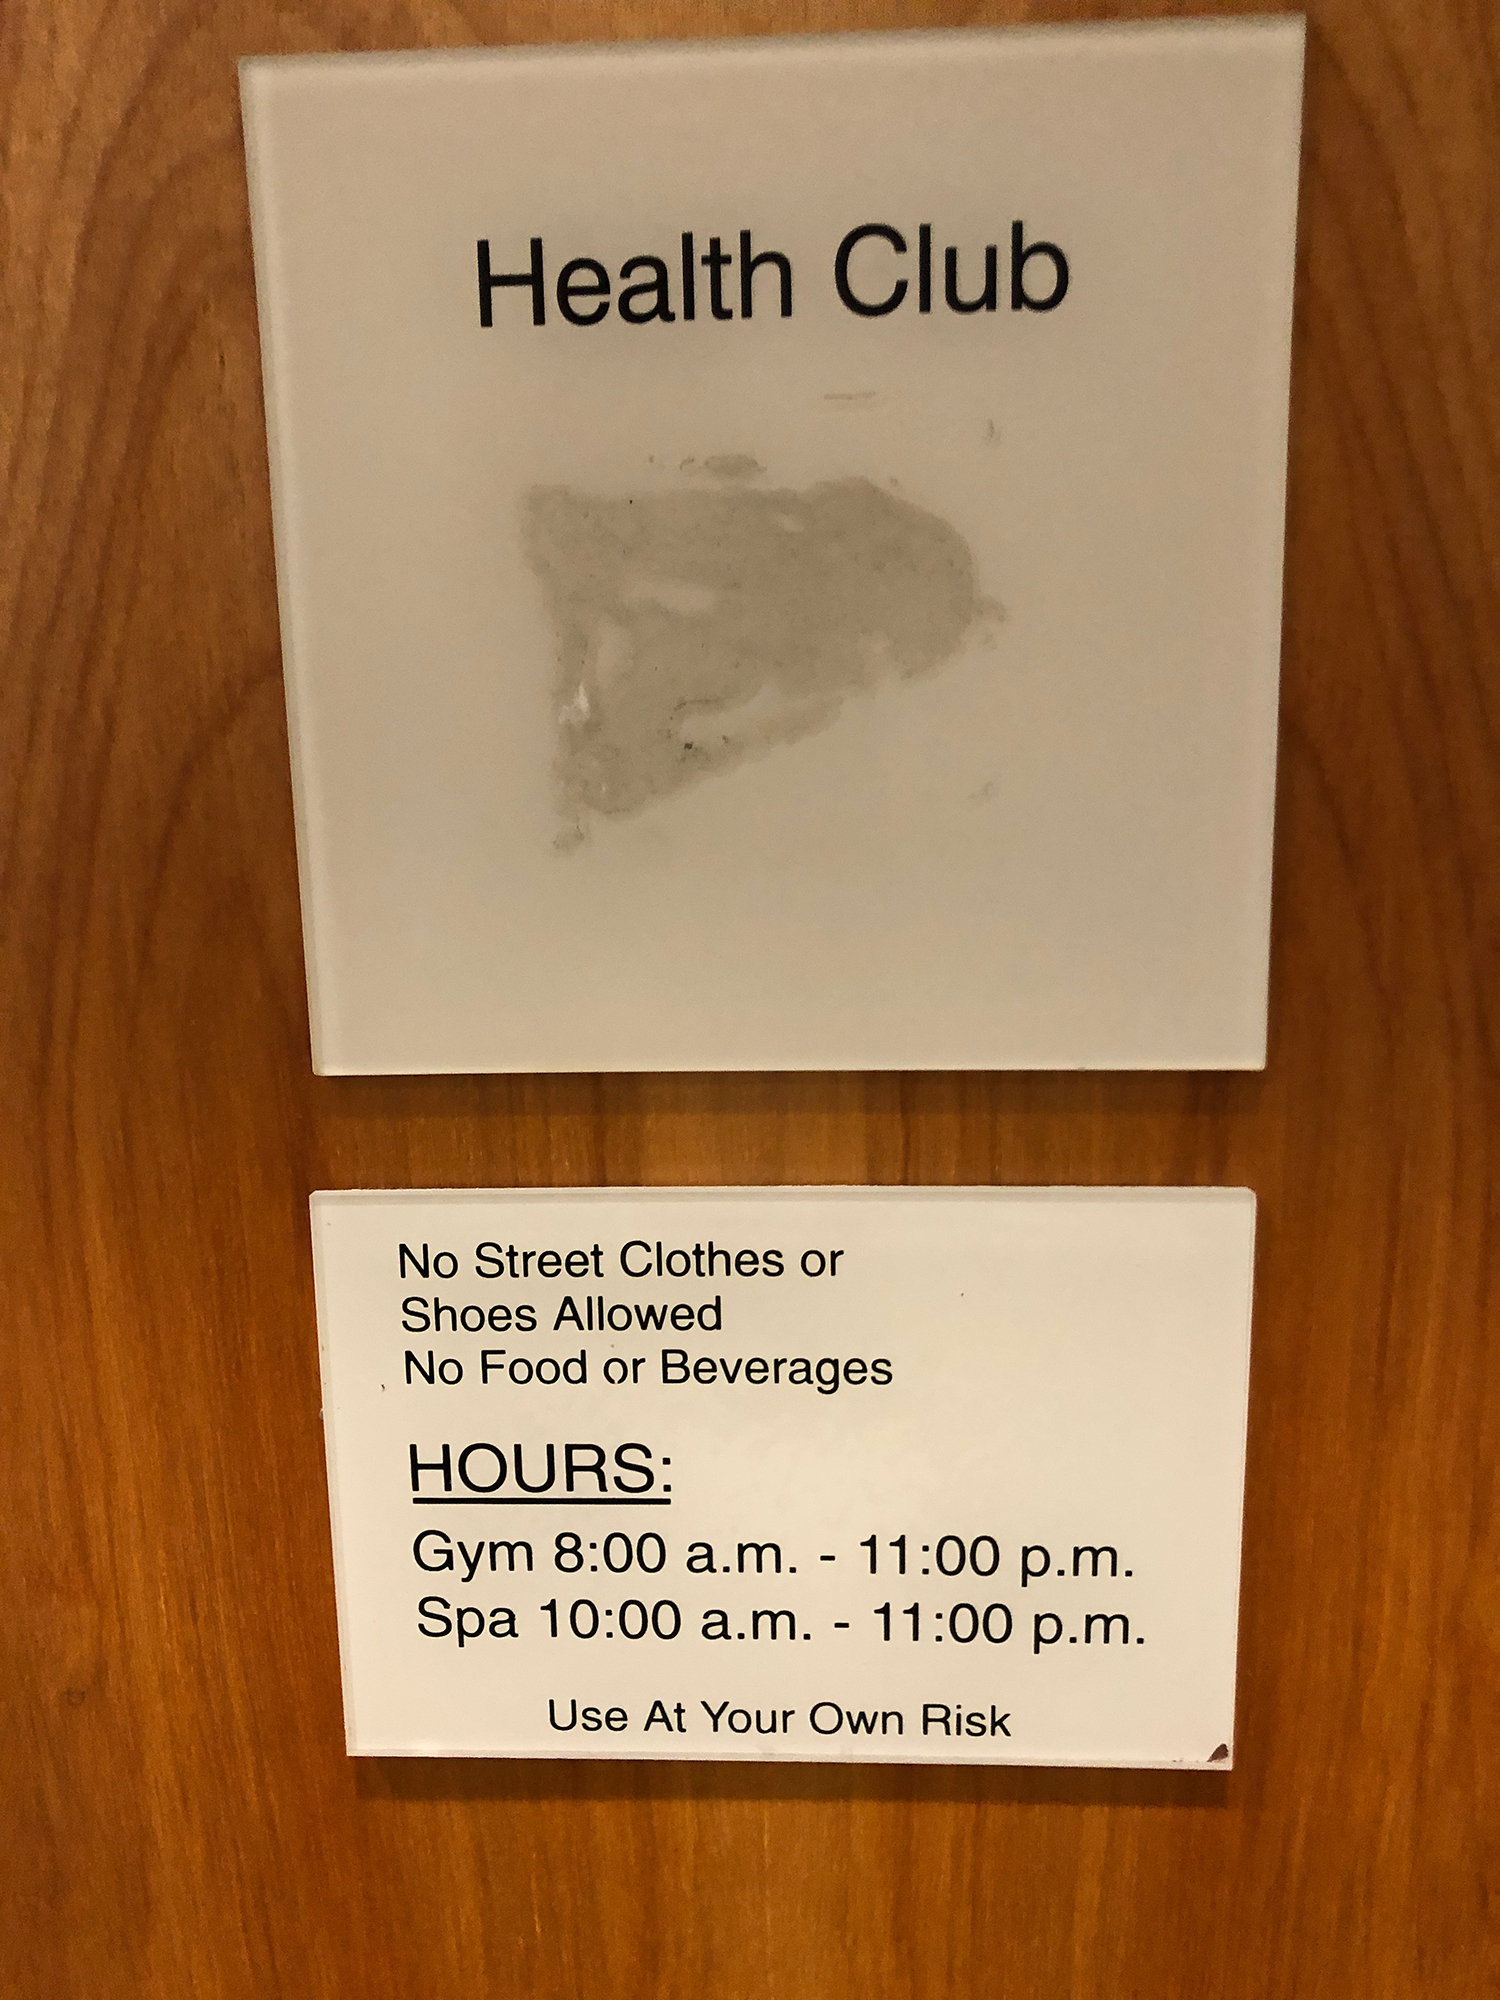 Health Club
No Street Clothes or
Shoes Allowed
No Food or Beverages
HOURS:
Gym 8:00 a.m. - 11:00 p.m.
Spa 10:00 a.m. - 11:00 p.m.
Use At Your Own Risk